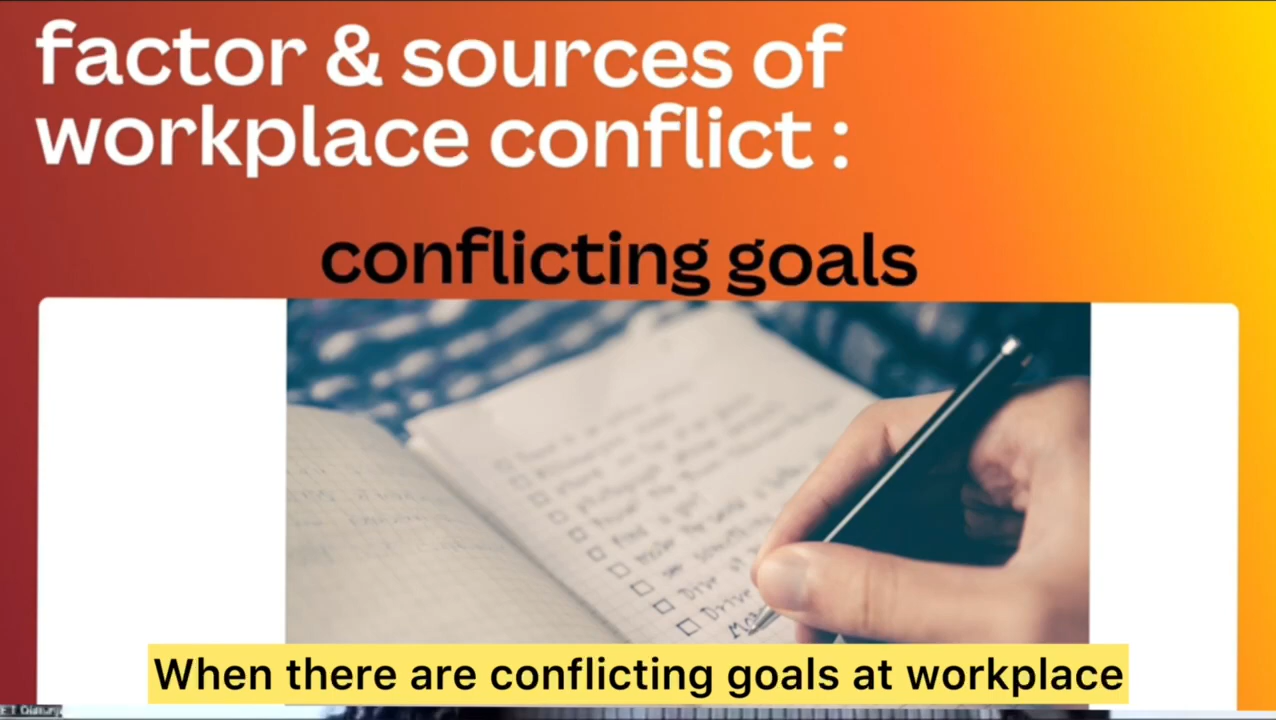 factor & sources of
workplace conflict :
conflicting goals
When there are conflicting goals at workplace